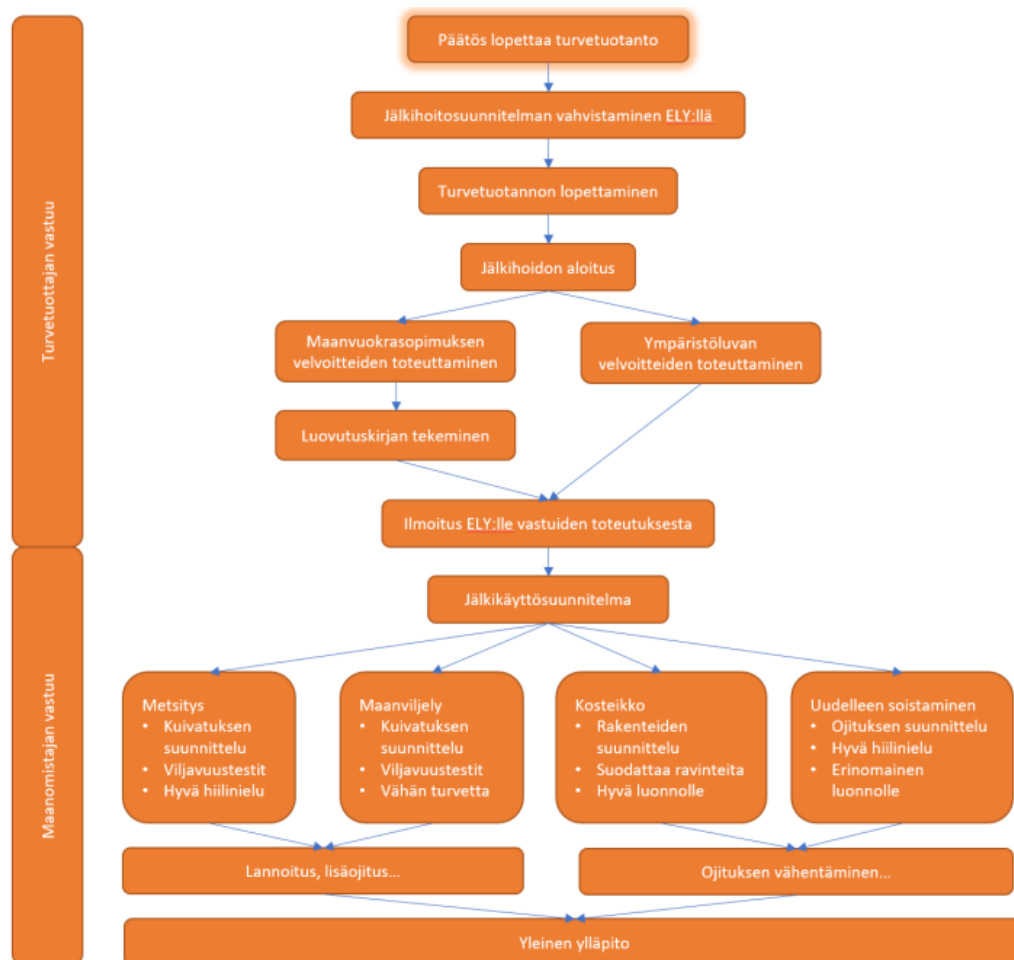 Turvetuottajan vastuu
Päätös lopettaa turvetuotanto
Jälkihoitosuunnitelman vahvistaminen ELY:llä
Turvetuotannon lopettaminen
Jälkihoidon aloitus
Maanvuokrasopimuksen
velvoitteiden toteuttaminen
Ympäristöluvan
velvoitteiden toteuttaminen
Luovutuskirjan tekeminen
Ilmoitus ELY:lle vastuiden toteutuksesta
Maanomistajan vastuu
Jälkikäyttösuunnitelma
Metsitys
• Kuivatuksen
suunnittelu
• Viljavuustestit
• Hyvä hiilinielu
Maanviljely
• Kuivatuksen
suunnittelu
• Viljavuustestit
• Vähän turvetta
Kosteikko
• Rakenteiden
suunnittelu
• Suodattaa ravinteita
• Hyvä luonnolle
Uudelleen soistaminen
• Ojituksen suunnittelu
• Hyvä hiilinielu
• Erinomainen
luonnolle
Lannoitus, lisäojitus...
Ojituksen vähentäminen...
Yleinen ylläpito